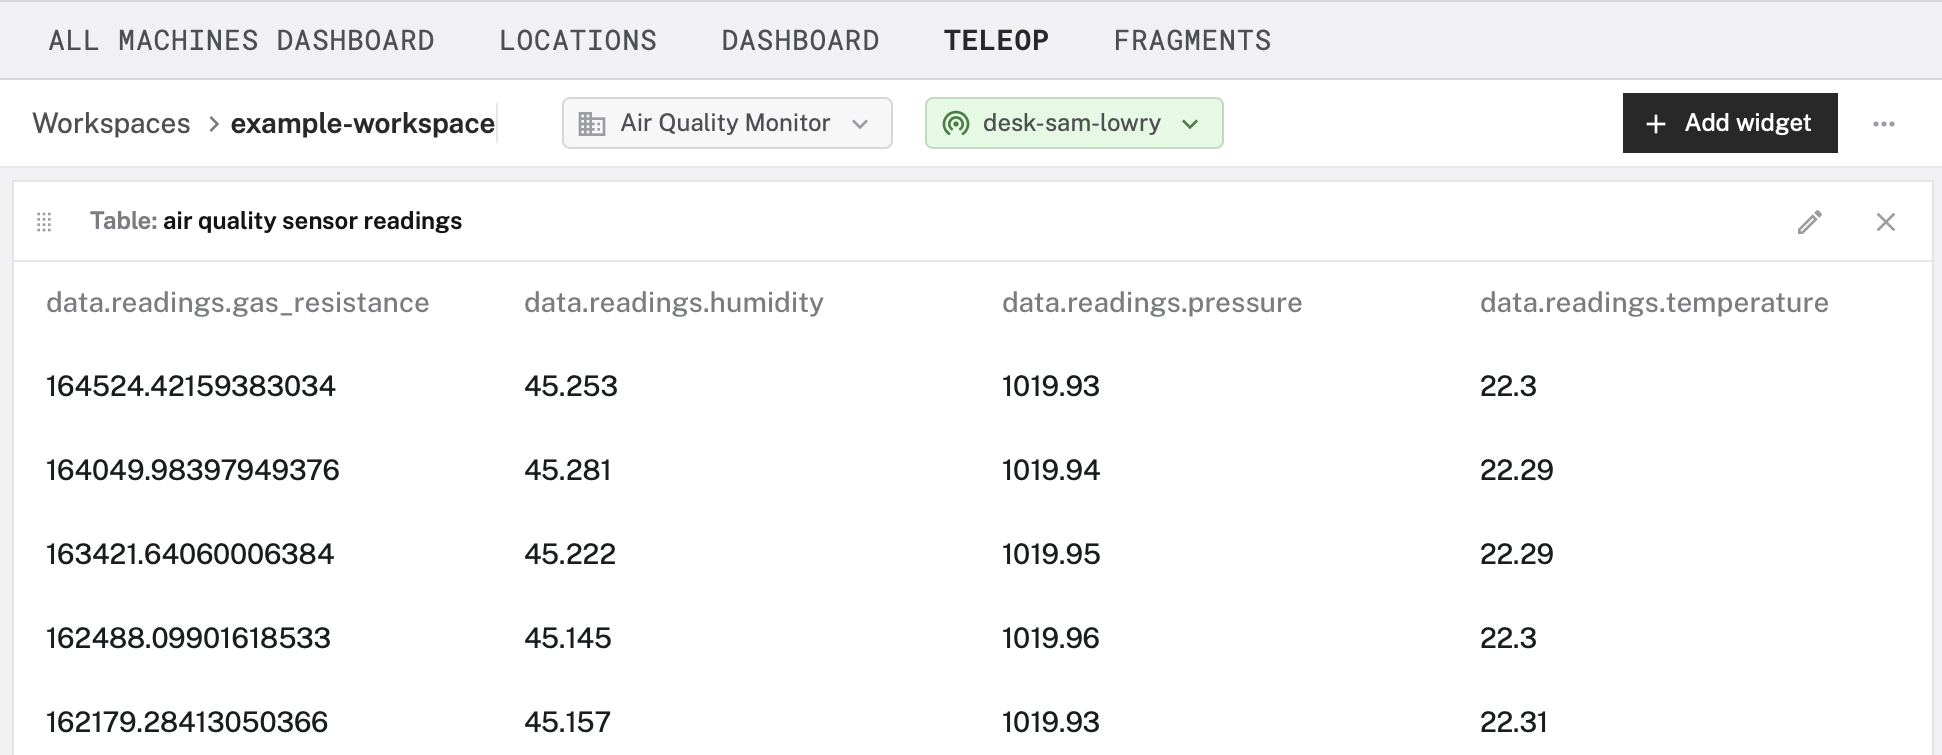 ALL MACHINES DASHBOARD LOCATIONS DASHBOARD TELEOP FRAGMENTS
Workspaces > example-workspace Air Quality Monitor desk-sam-lowry + Add widget ...
Table: air quality sensor readings
data.readings.gas_resistance data.readings.humidity data.readings.pressure data.readings.temperature
164524.42159383034 45.253 1019.93 22.3
164049.98397949376 45.281 1019.94 22.29
163421.64060006384 45.222 1019.95 22.29
162488.09901618533 45.145 1019.96 22.3
162179.28413050366 45.157 1019.93 22.31